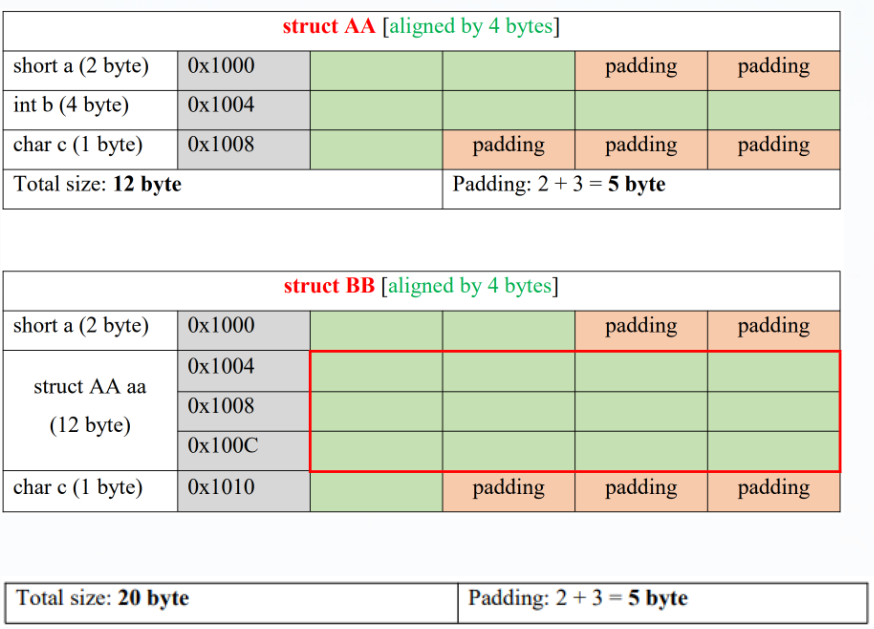 struct AA [aligned by 4 bytes]
short a (2 byte) 0x1000 padding padding
int b (4 byte) 0x1004
char c (1 byte) 0x1008 padding padding padding
Total size: 12 byte Padding: 2 + 3 = 5 byte
struct BB [aligned by 4 bytes]
short a (2 byte) 0x1000 padding padding
struct AA aa
(12 byte)
0x1004
0x1008
0x100C
char c (1 byte) 0x1010 padding padding padding
Total size: 20 byte Padding: 2 + 3 = 5 byte